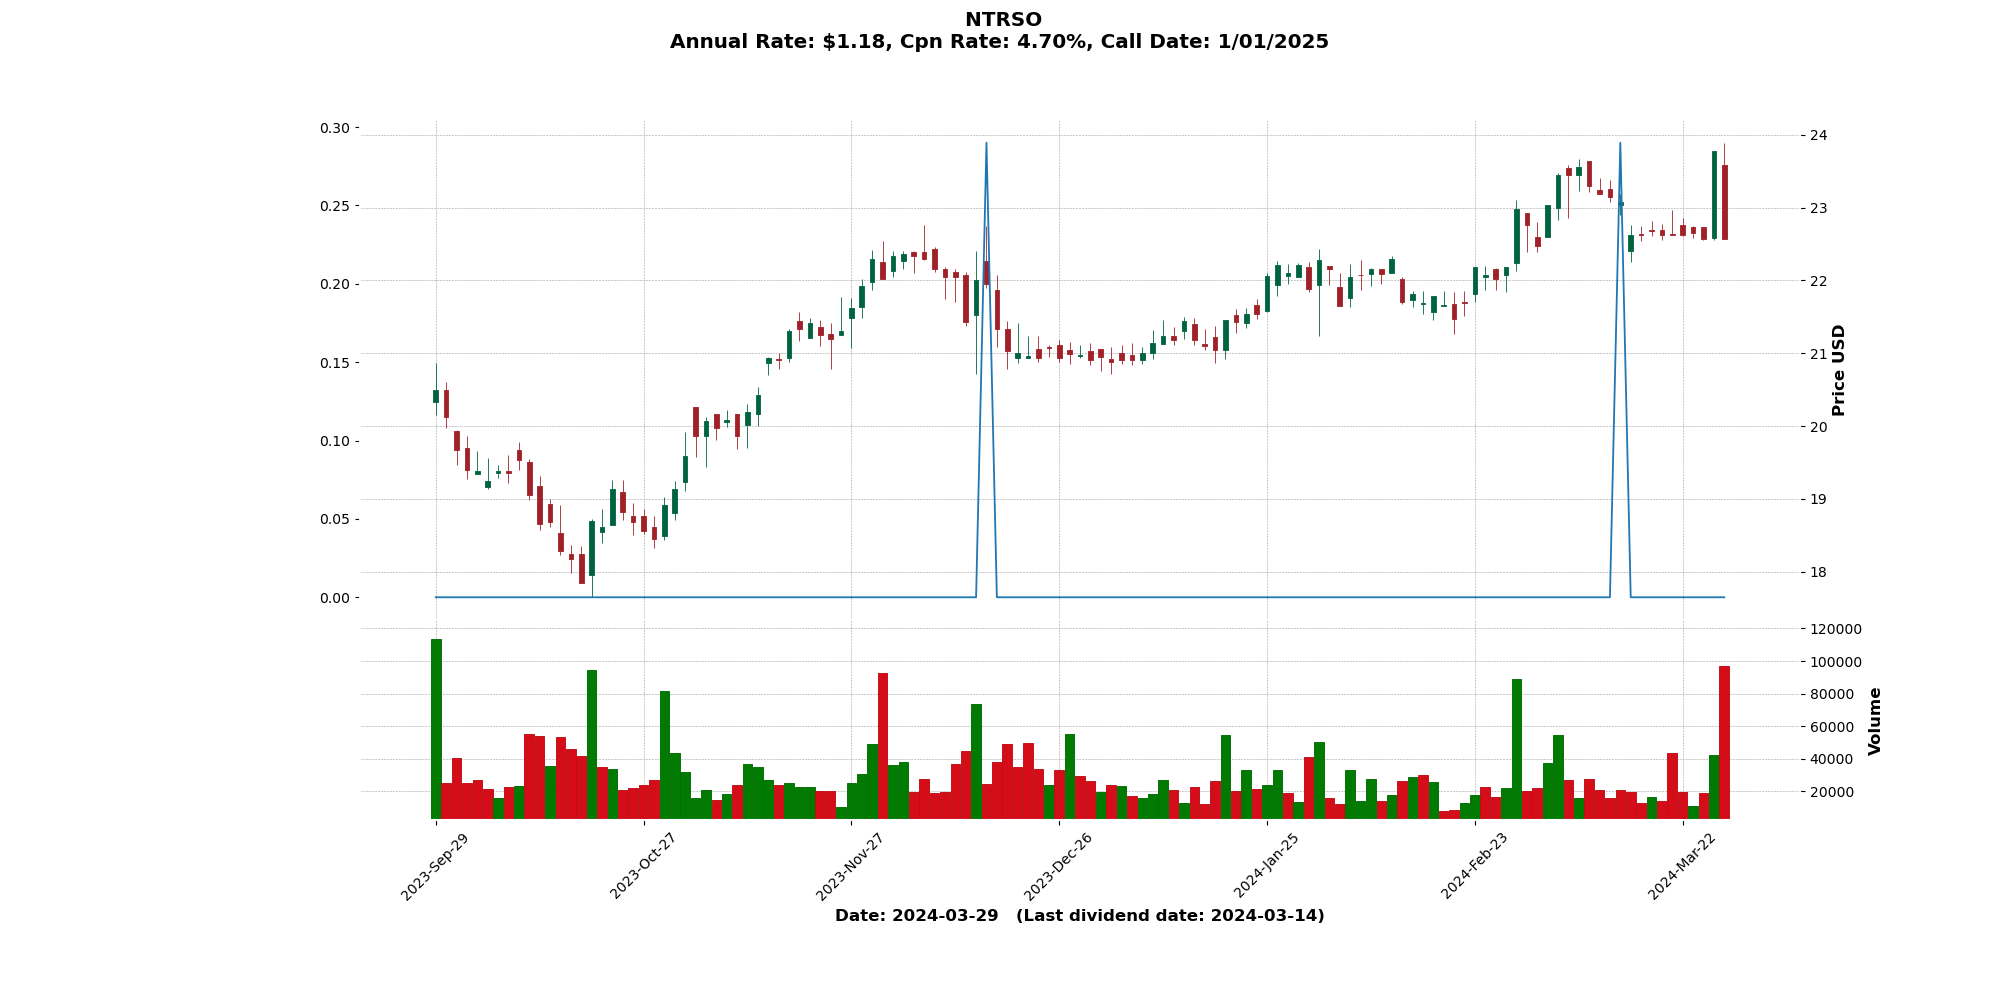 NTRSO
Annual Rate: $1.18, Cpn Rate: 4.70%, Call Date: 1/01/2025
0.30
0.25
0.20
0.15
0.10
0.05
0.00
24
23
22
21
20
19
18
Price USD
120000
100000
80000
60000
40000
20000
Volume
2023-Sep-29
2023-Oct-27
2023-Nov-27
2023-Dec-26
2024-Jan-25
2024-Feb-23
2024-Mar-22
Date: 2024-03-29   (Last dividend date: 2024-03-14)